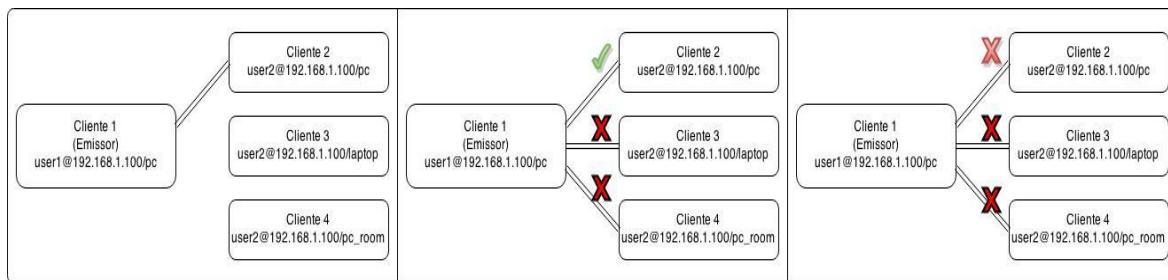 Cliente 2
user2@192.168.1.100/pc
Cliente 1
(Emissor)
user1@192.168.1.100/pc
Cliente 3
user2@192.168.1.100/laptop
Cliente 4
user2@192.168.1.100/pc_room
Cliente 2
user2@192.168.1.100/pc
Cliente 1
(Emissor)
user1@192.168.1.100/pc
Cliente 3
user2@192.168.1.100/laptop
Cliente 4
user2@192.168.1.100/pc_room
Cliente 2
user2@192.168.1.100/pc
Cliente 1
(Emissor)
user1@192.168.1.100/pc
Cliente 3
user2@192.168.1.100/laptop
Cliente 4
user2@192.168.1.100/pc_room